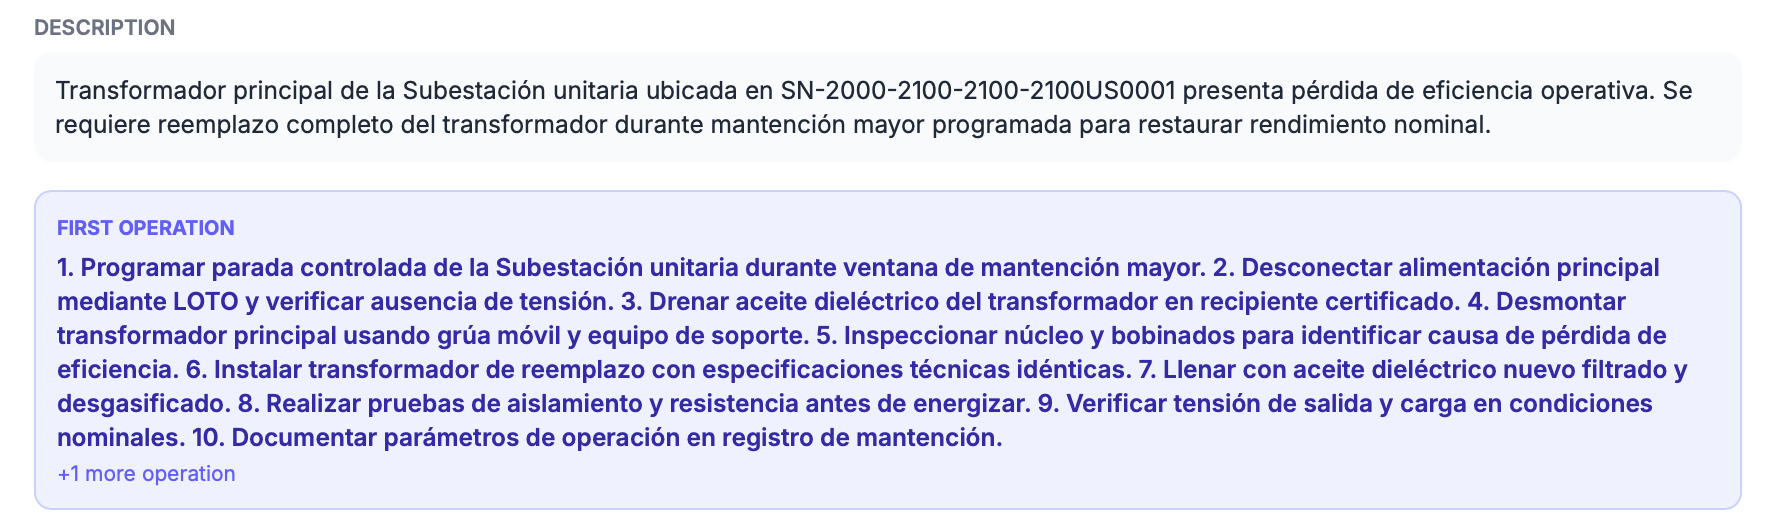 DESCRIPTION
Transformador principal de la Subestación unitaria ubicada en SN-2000-2100-2100-2100US0001 presenta pérdida de eficiencia operativa. Se
requiere reemplazo completo del transformador durante mantención mayor programada para restaurar rendimiento nominal.
FIRST OPERATION
1. Programar parada controlada de la Subestación unitaria durante ventana de mantención mayor. 2. Desconectar alimentación principal
mediante LOTO y verificar ausencia de tensión. 3. Drenar aceite dieléctrico del transformador en recipiente certificado. 4. Desmontar
transformador principal usando grúa móvil y equipo de soporte. 5. Inspeccionar núcleo y bobinados para identificar causa de pérdida de
eficiencia. 6. Instalar transformador de reemplazo con especificaciones técnicas idénticas. 7. Llenar con aceite dieléctrico nuevo filtrado y
desgasificado. 8. Realizar pruebas de aislamiento y resistencia antes de energizar. 9. Verificar tensión de salida y carga en condiciones
nominales. 10. Documentar parámetros de operación en registro de mantención.
+1 more operation